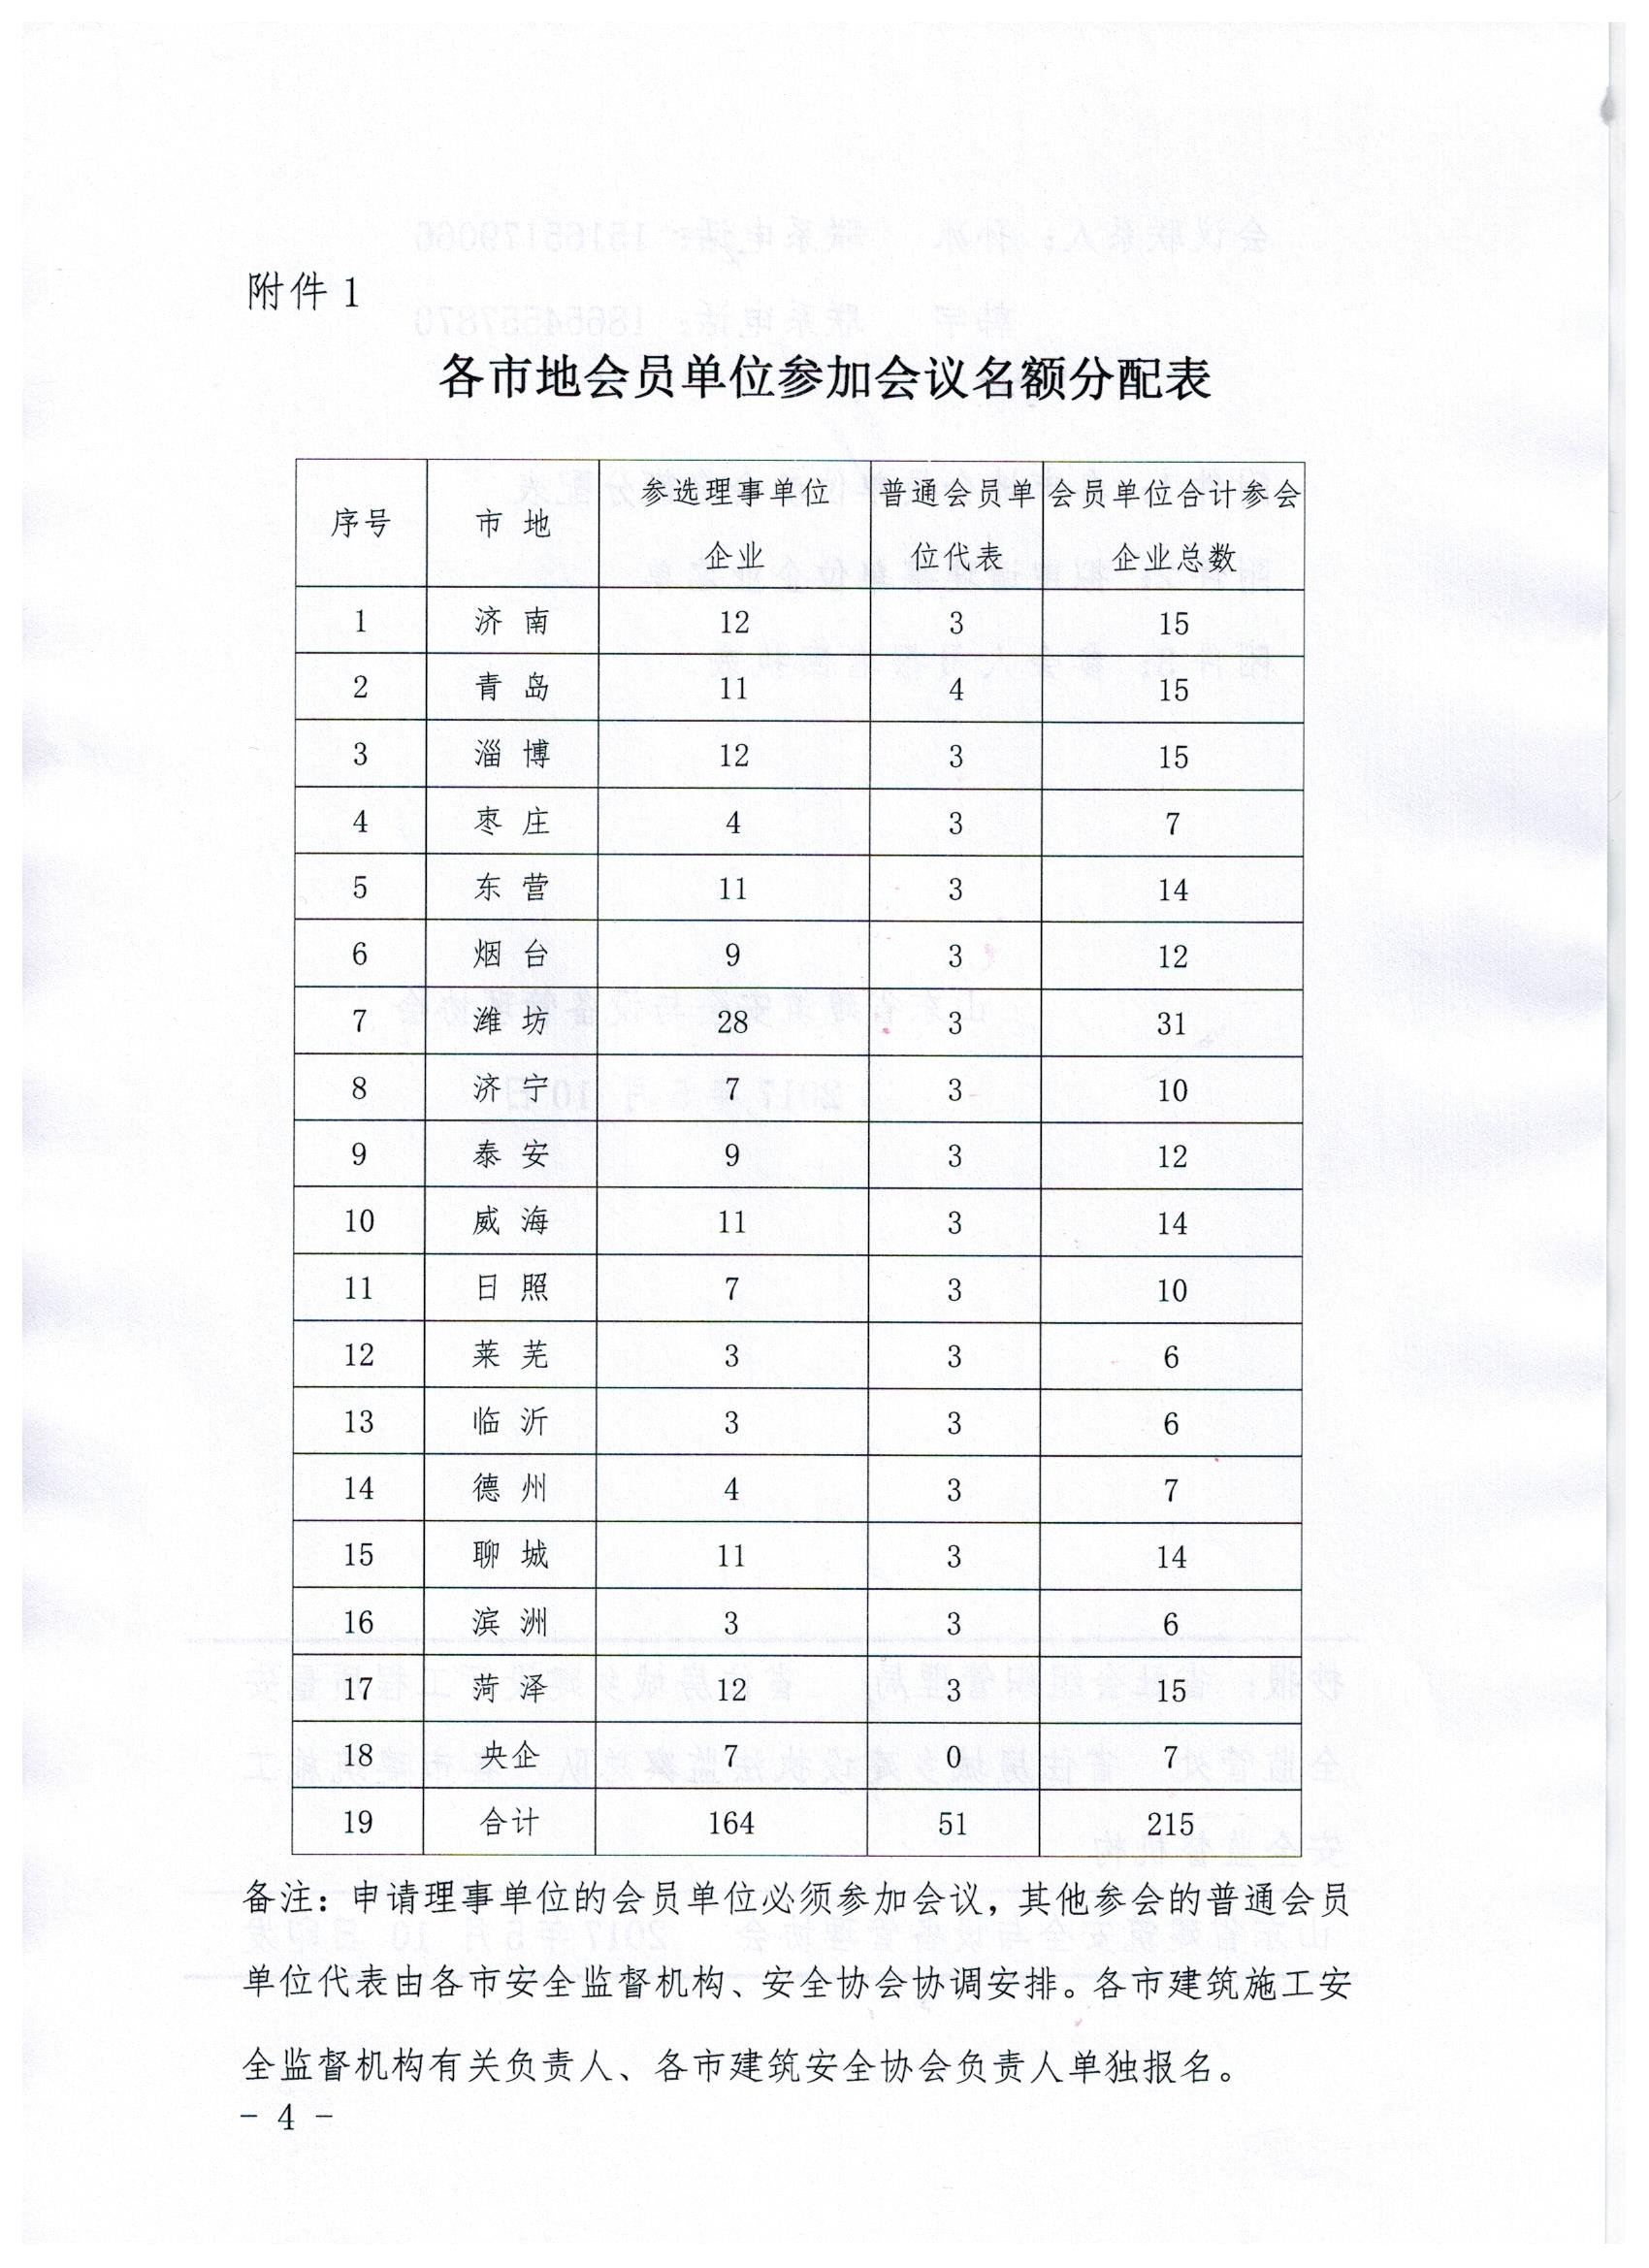 附件1
各市地会员单位参加会议名额分配表
序号 市 地 参选理事单位企业 普通会员单位代表 会员单位合计参会企业总数
1 济 南 12 3 15
2 青 岛 11 4 15
3 淄 博 12 3 15
4 枣 庄 4 3 7
5 东 营 11 3 14
6 烟 台 9 3 12
7 潍 坊 28 3 31
8 济 宁 7 3 10
9 泰 安 9 3 12
10 威 海 11 3 14
11 日 照 7 3 10
12 莱 芜 3 3 6
13 临 沂 3 3 6
14 德 州 4 3 7
15 聊 城 11 3 14
16 滨 洲 3 3 6
17 菏 泽 12 3 15
18 央企 7 0 7
19 合计 164 51 215
备注：申请理事单位的会员单位必须参加会议，其他参会的普通会员
单位代表由各市安全监督机构、安全协会协调安排。各市建筑施工安
全监督机构有关负责人、各市建筑安全协会负责人单独报名。
- 4 -